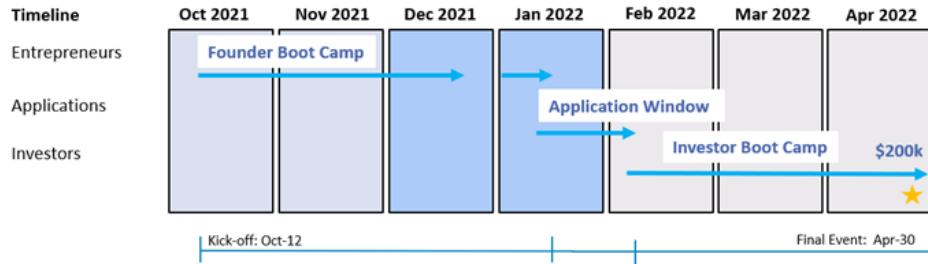 Timeline Oct 2021 Nov 2021 Dec 2021 Jan 2022 Feb 2022 Mar 2022 Apr 2022
Entrepreneurs Founder Boot Camp
Applications Application Window
Investors Investor Boot Camp $200k
Kick-off: Oct-12 Final Event: Apr-30